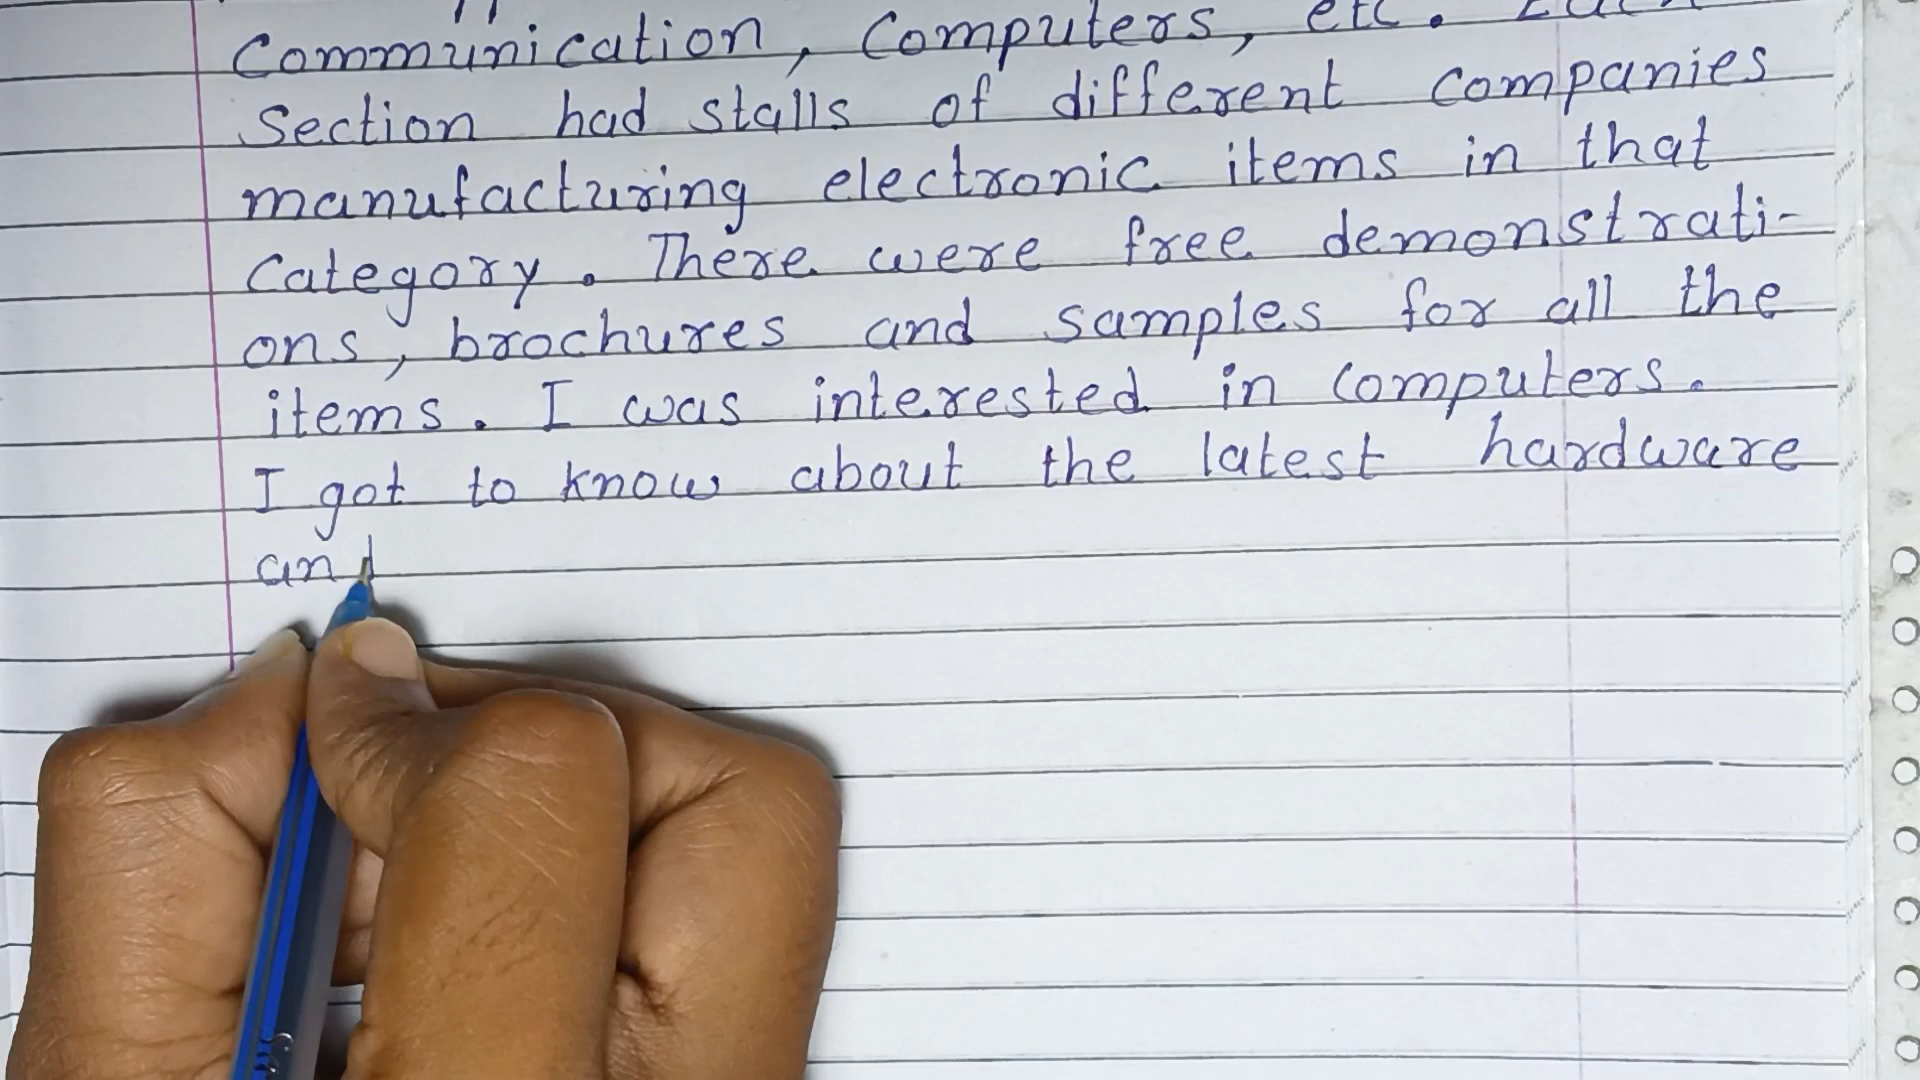 Communication, Computers, etc. Each
Section had stalls of different companies
manufacturing electronic items in that
Category. There were free demonstrati-
ons, brochures and samples for all the
items. I was interested in Computers.
I got to know about the latest hardware
and